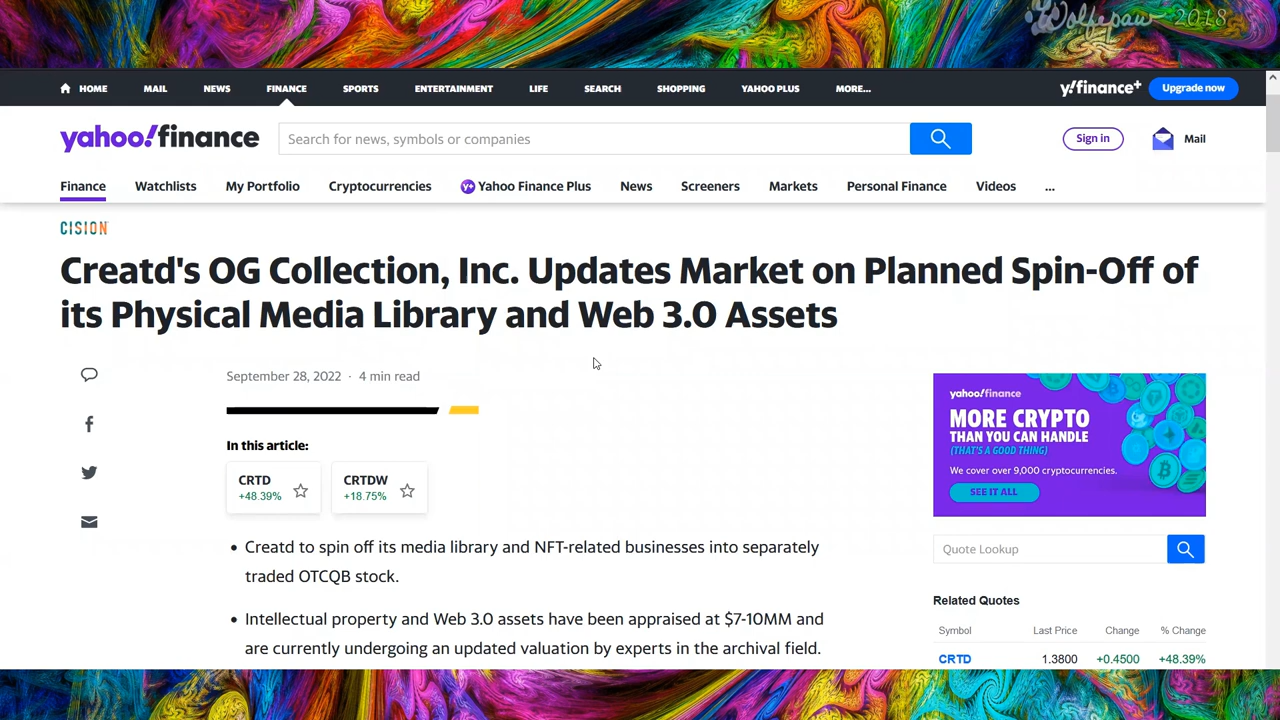 Wolfepaw 2018
HOME MAIL NEWS FINANCE SPORTS ENTERTAINMENT LIFE SEARCH SHOPPING YAHOO PLUS MORE... y!finance+ Upgrade now
yahoo!finance Search for news, symbols or companies Sign in Mail
Finance Watchlists My Portfolio Cryptocurrencies y+ Yahoo Finance Plus News Screeners Markets Personal Finance Videos ...
CISION
Creatd's OG Collection, Inc. Updates Market on Planned Spin-Off of
its Physical Media Library and Web 3.0 Assets
September 28, 2022 · 4 min read
In this article:
CRTD
+48.39%
CRTDW
+18.75%
• Creatd to spin off its media library and NFT-related businesses into separately
traded OTCQB stock.
• Intellectual property and Web 3.0 assets have been appraised at $7-10MM and
are currently undergoing an updated valuation by experts in the archival field.
yahoo!finance
MORE CRYPTO
THAN YOU CAN HANDLE
(THAT'S A GOOD THING)
We cover over 9,000 cryptocurrencies.
SEE IT ALL
Quote Lookup
Related Quotes
Symbol Last Price Change % Change
CRTD 1.3800 +0.4500 +48.39%